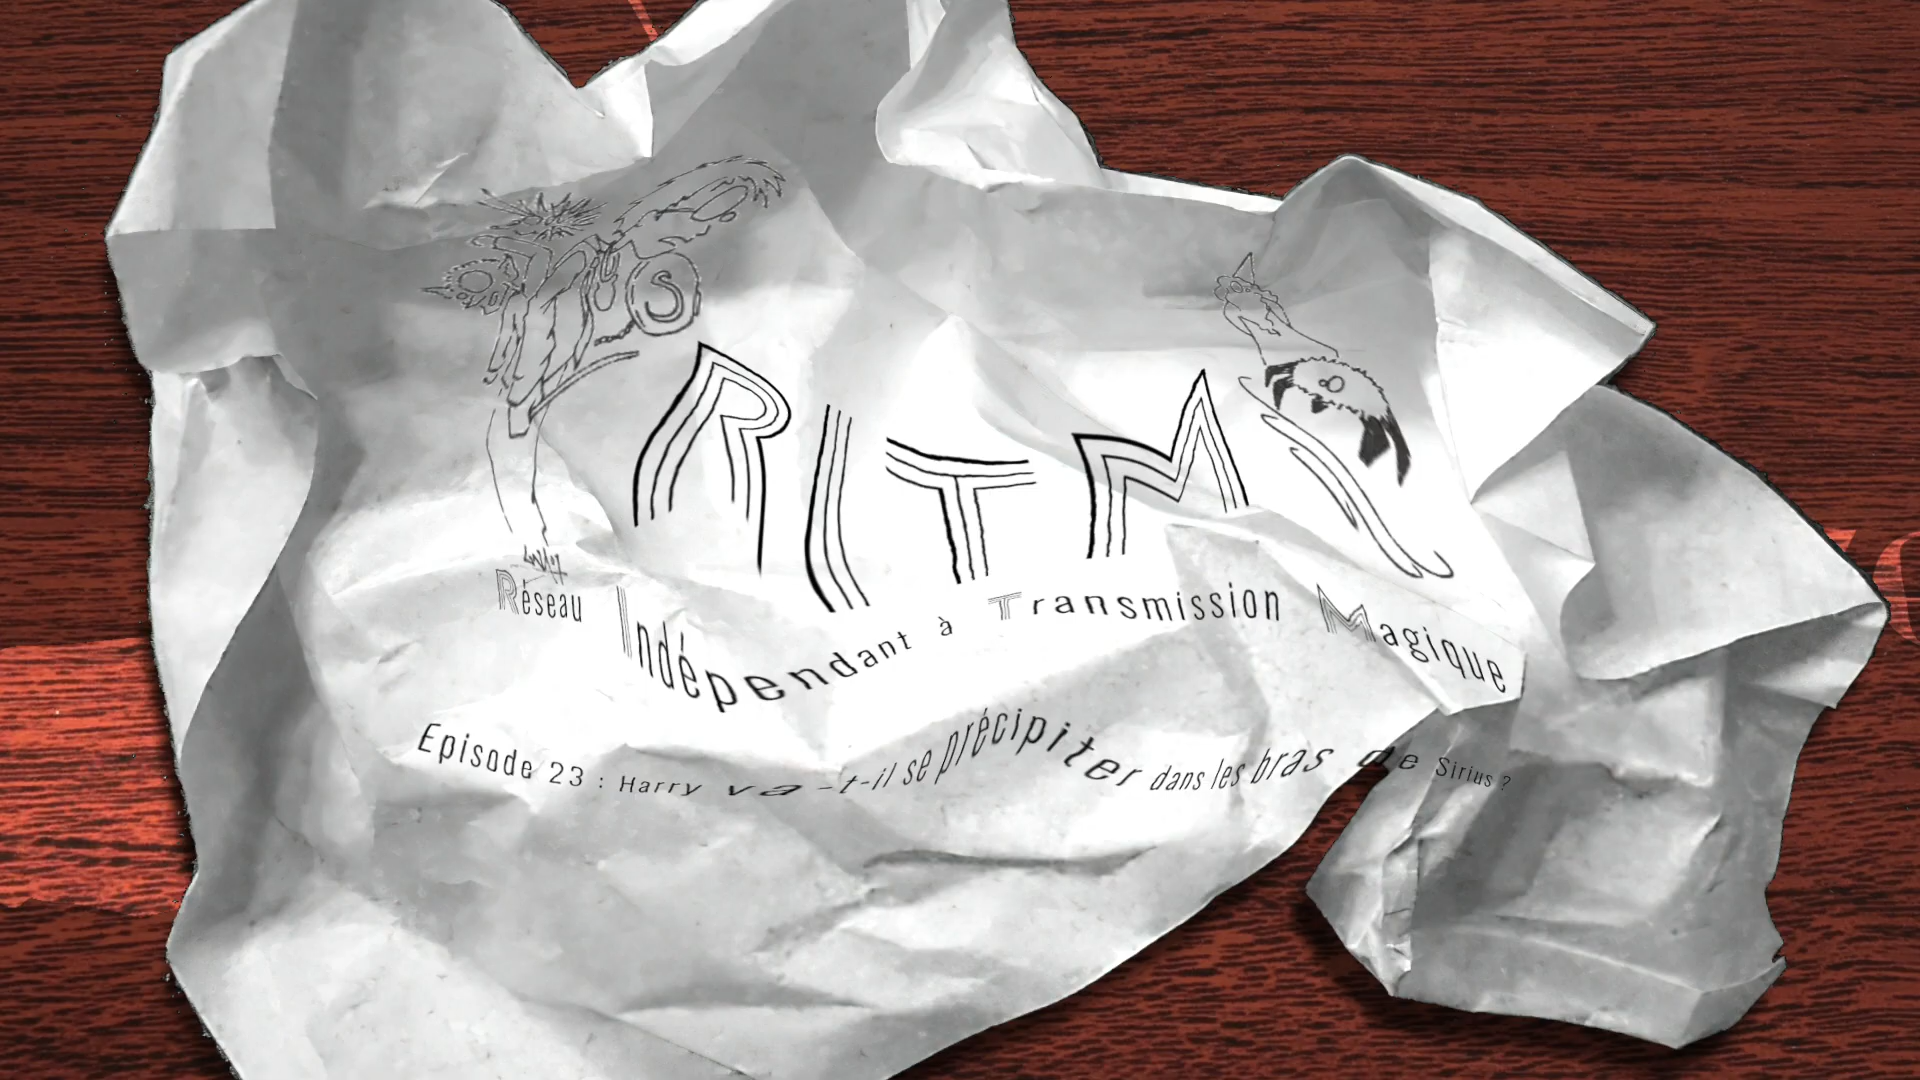 S
RITM
Réseau Indépendant à Transmission Magique
Episode 23 : Harry va-t-il se précipiter dans les bras de Sirius ?